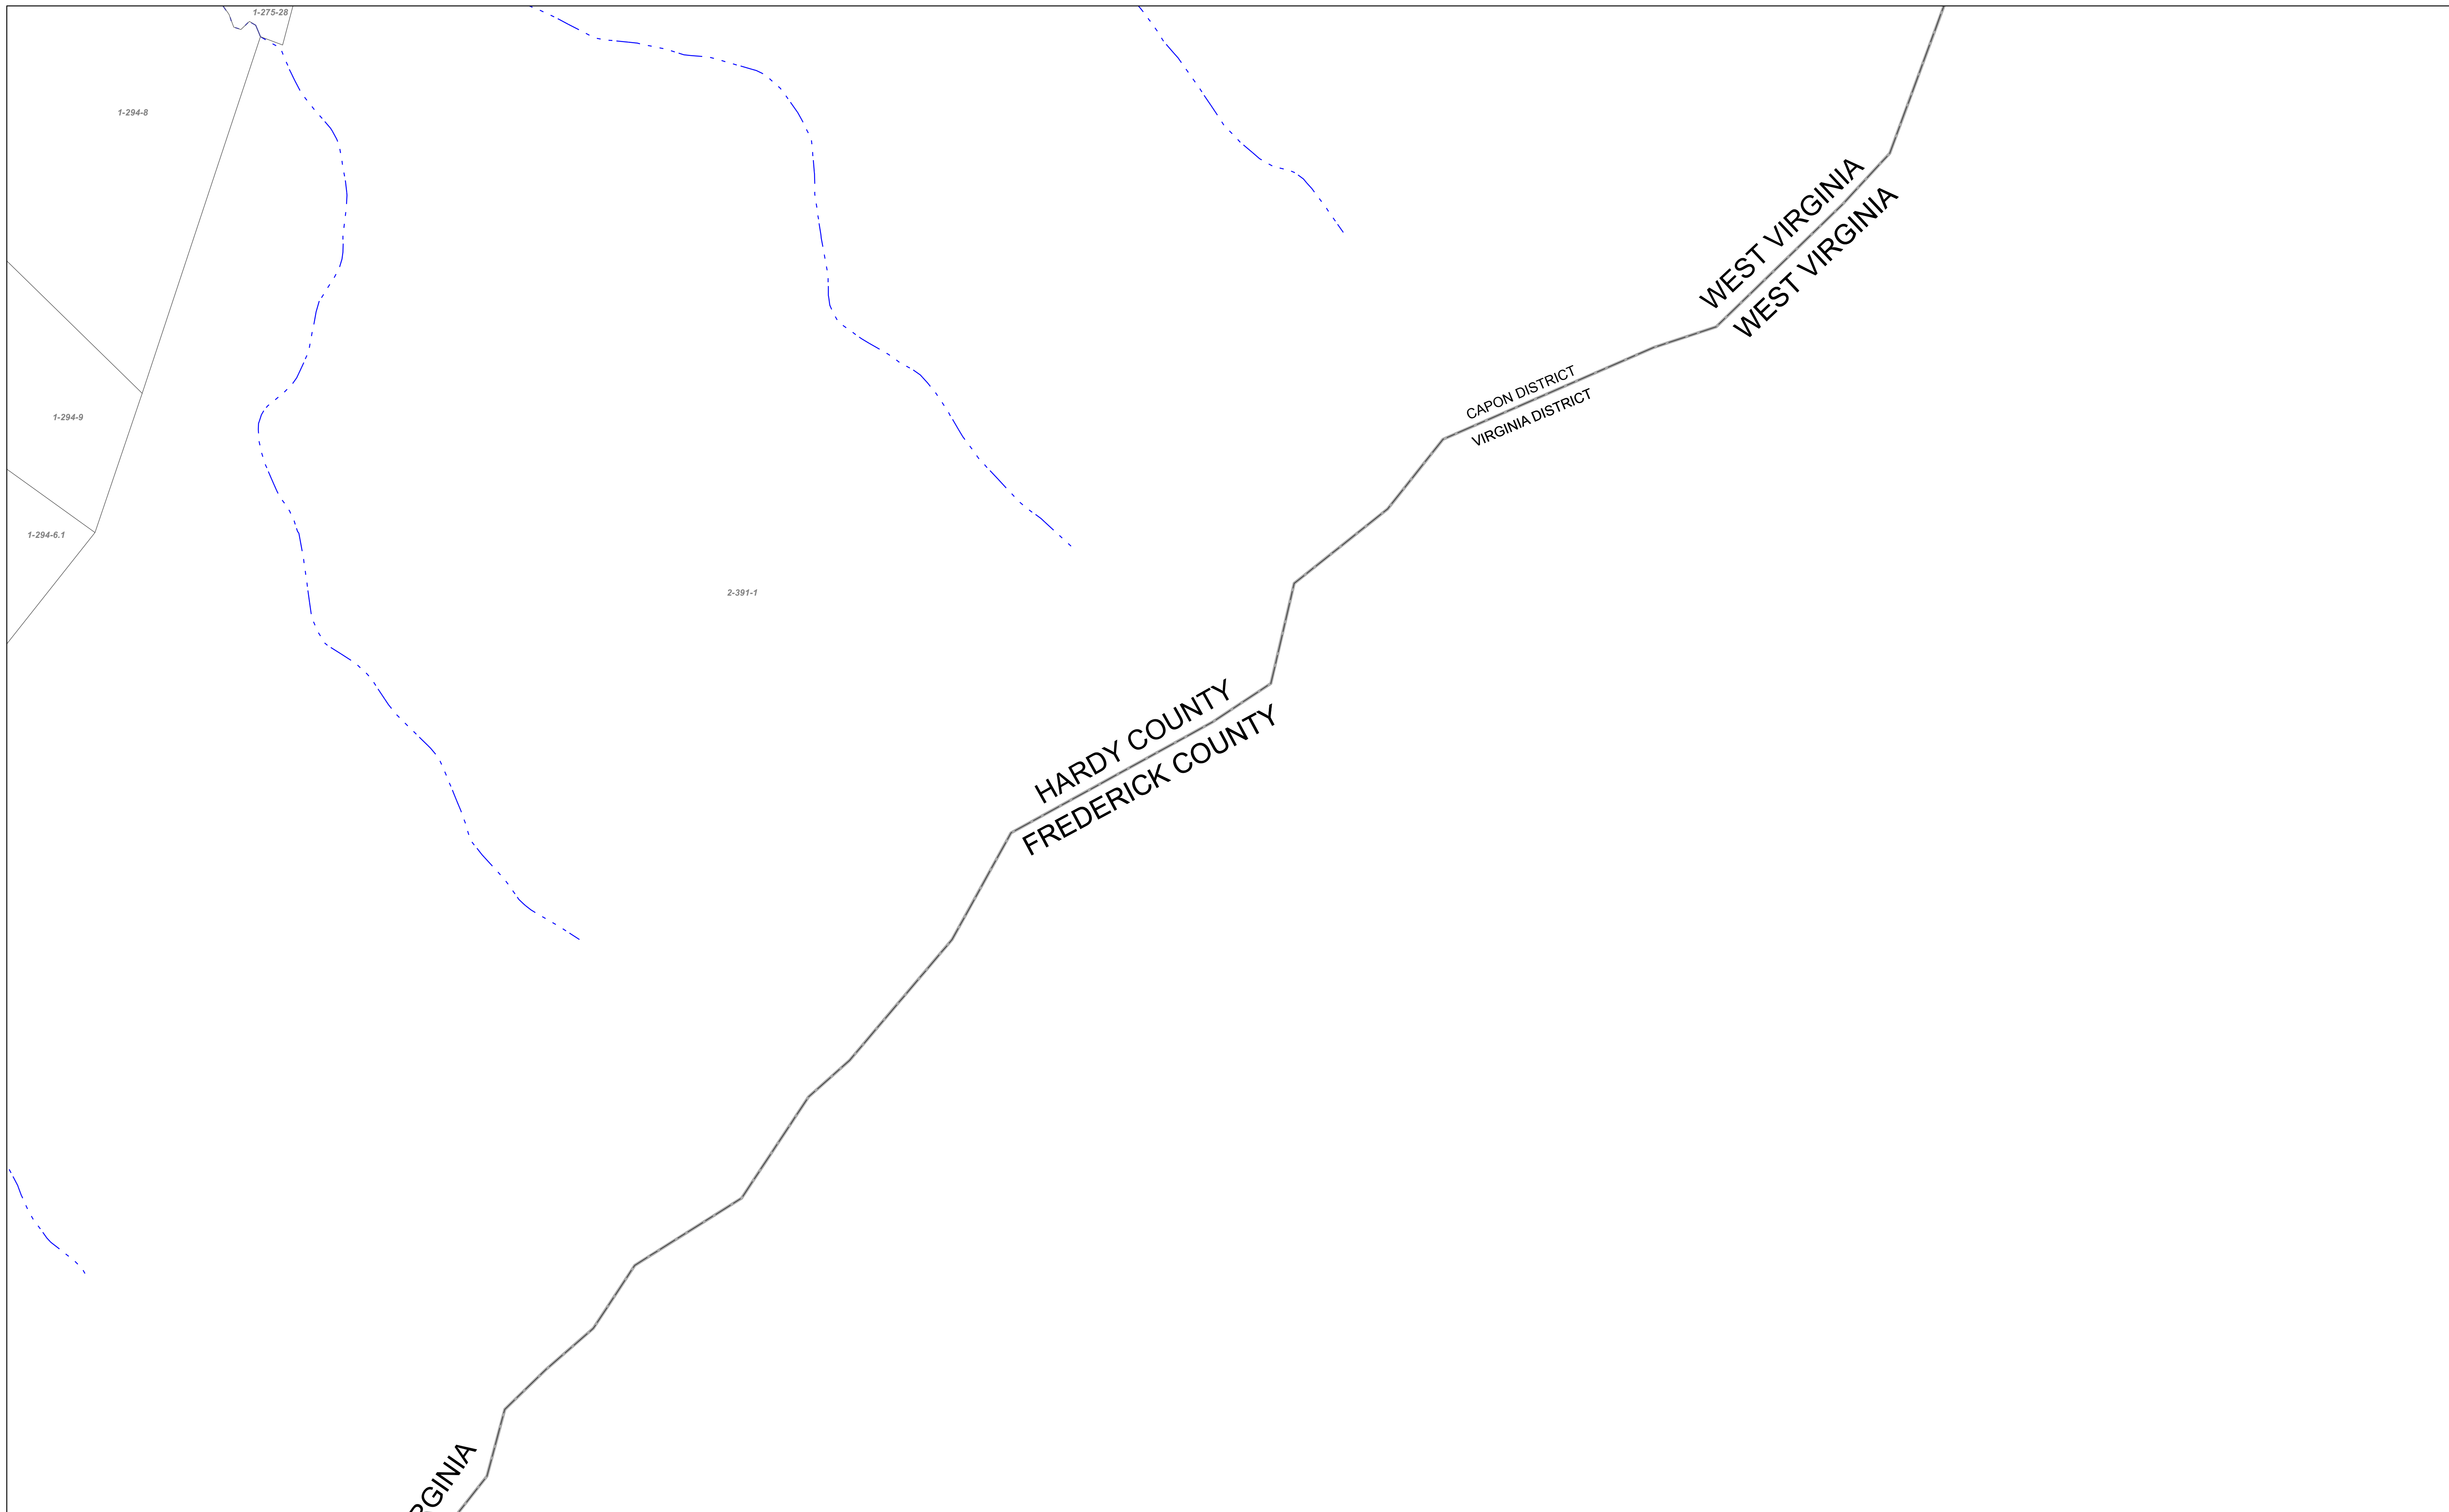 1-275-28
1-294-8
WEST VIRGINIA
WEST VIRGINIA
CAPON DISTRICT
VIRGINIA DISTRICT
1-294-9
1-294-6.1
2-391-1
HARDY COUNTY
FREDERICK COUNTY